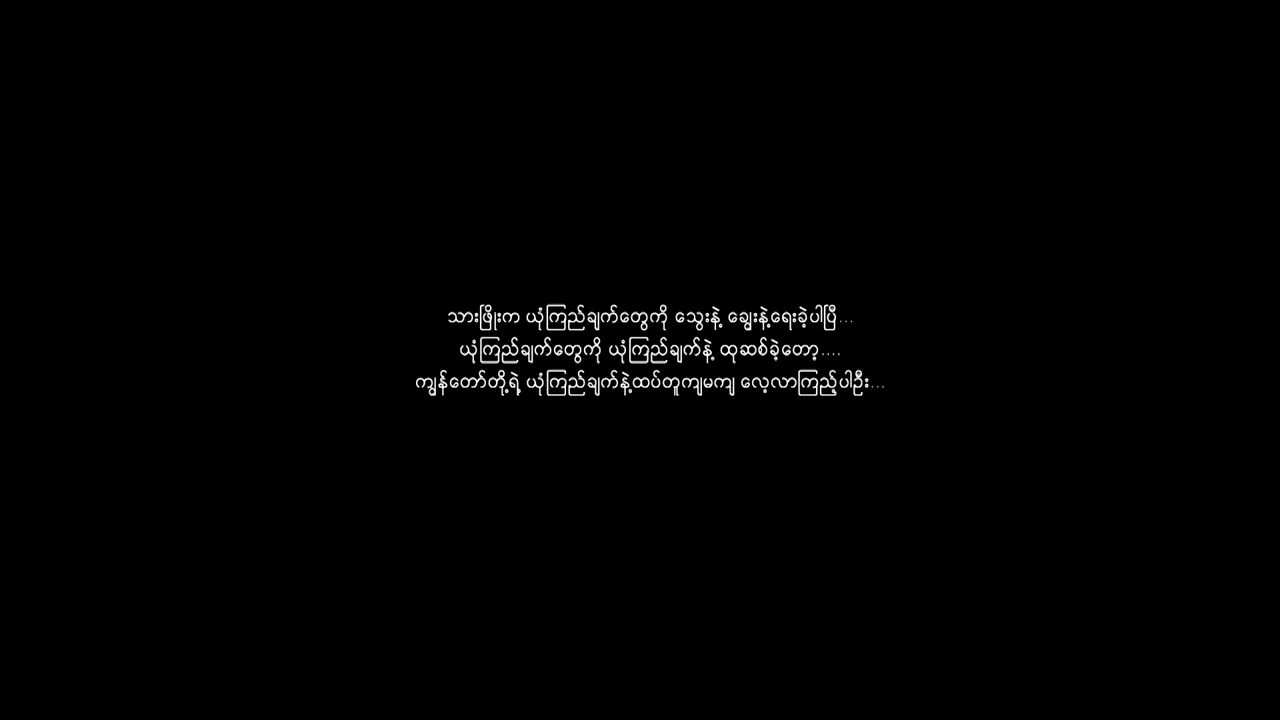 သားဖြိုးက ယုံကြည်ချက်တွေကို သွေးနဲ့ ချွေးနဲ့ရေးခဲ့ပါပြီ...
ယုံကြည်ချက်တွေကို ယုံကြည်ချက်နဲ့ ထုဆစ်ခဲ့တော့....
ကျွန်တော်တို့ရဲ့ ယုံကြည်ချက်နဲ့ထပ်တူကျမကျ လေ့လာကြည့်ပါဦး...